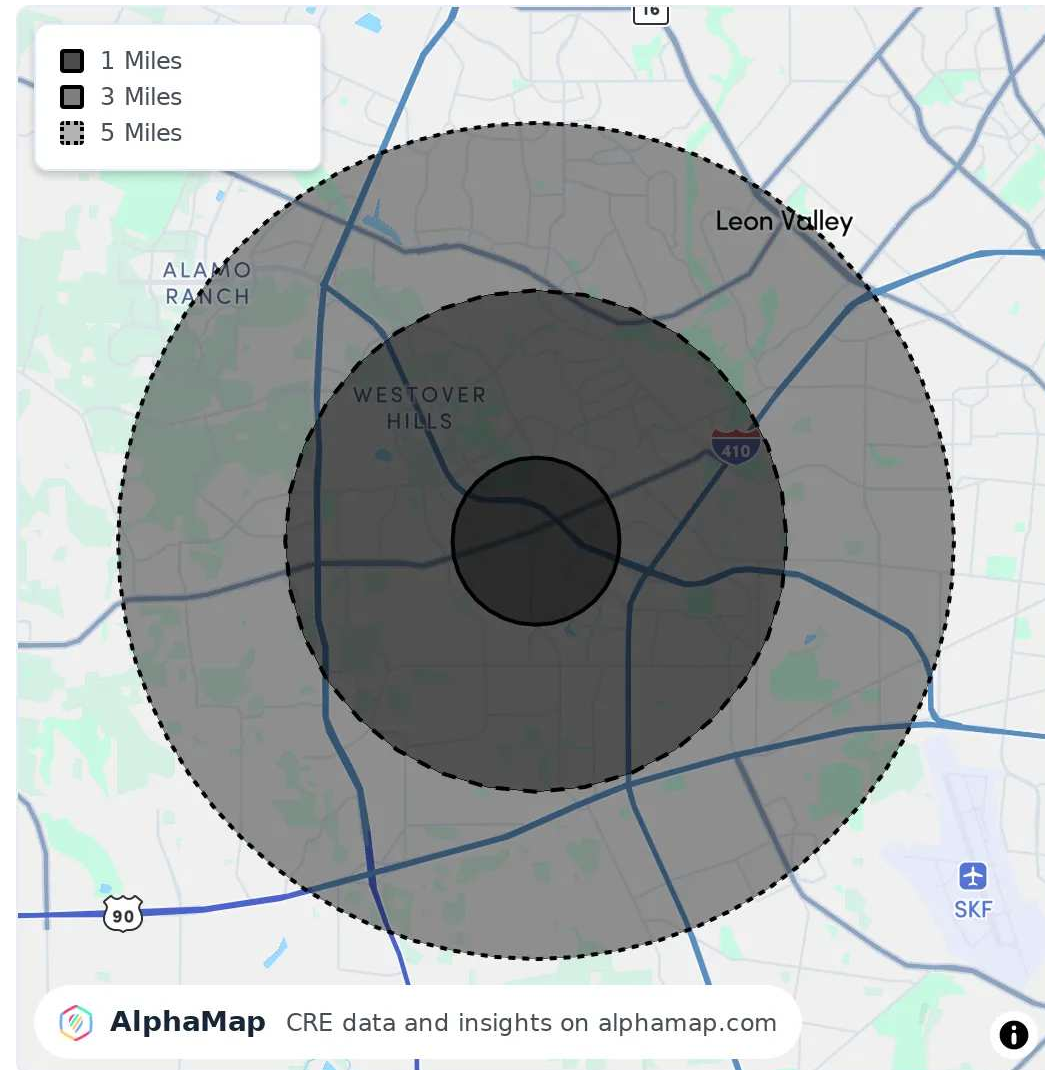 16
1 Miles
3 Miles
5 Miles
Leon Valley
ALAMO
RANCH
WESTOVER
HILLS
410
90
SKF
AlphaMap CRE data and insights on alphamap.com